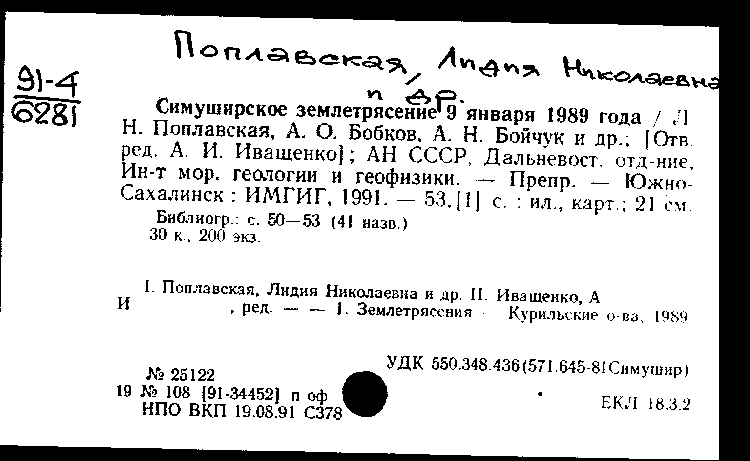 Поплавская, Лидия Николаевна
и др.
91-4
6281
Симуширское землетрясение 9 января 1989 года / Л
Н. Поплавская, А. О. Бобков, А. Н. Бойчук и др.; [Отв.
ред. А. И. Иващенко]; АН СССР, Дальневост. отд-ние,
Ин-т мор. геологии и геофизики. — Препр. — Южно-
Сахалинск : ИМГИГ, 1991. — 53,[1] с. : ил., карт.; 21 см.
Библиогр.: с. 50—53 (41 назв.)
30 к., 200 экз.
I. Поплавская, Лидия Николаевна и др. II. Иващенко, А
И , ред. — — 1. Землетрясения - Курильские о-ва, 1989
УДК 550.348.436(571.645-81Симушир)
№ 25122
19 № 108 [91-34452] п оф
НПО ВКП 19.08.91 С378
ЕКЛ 18.3.2